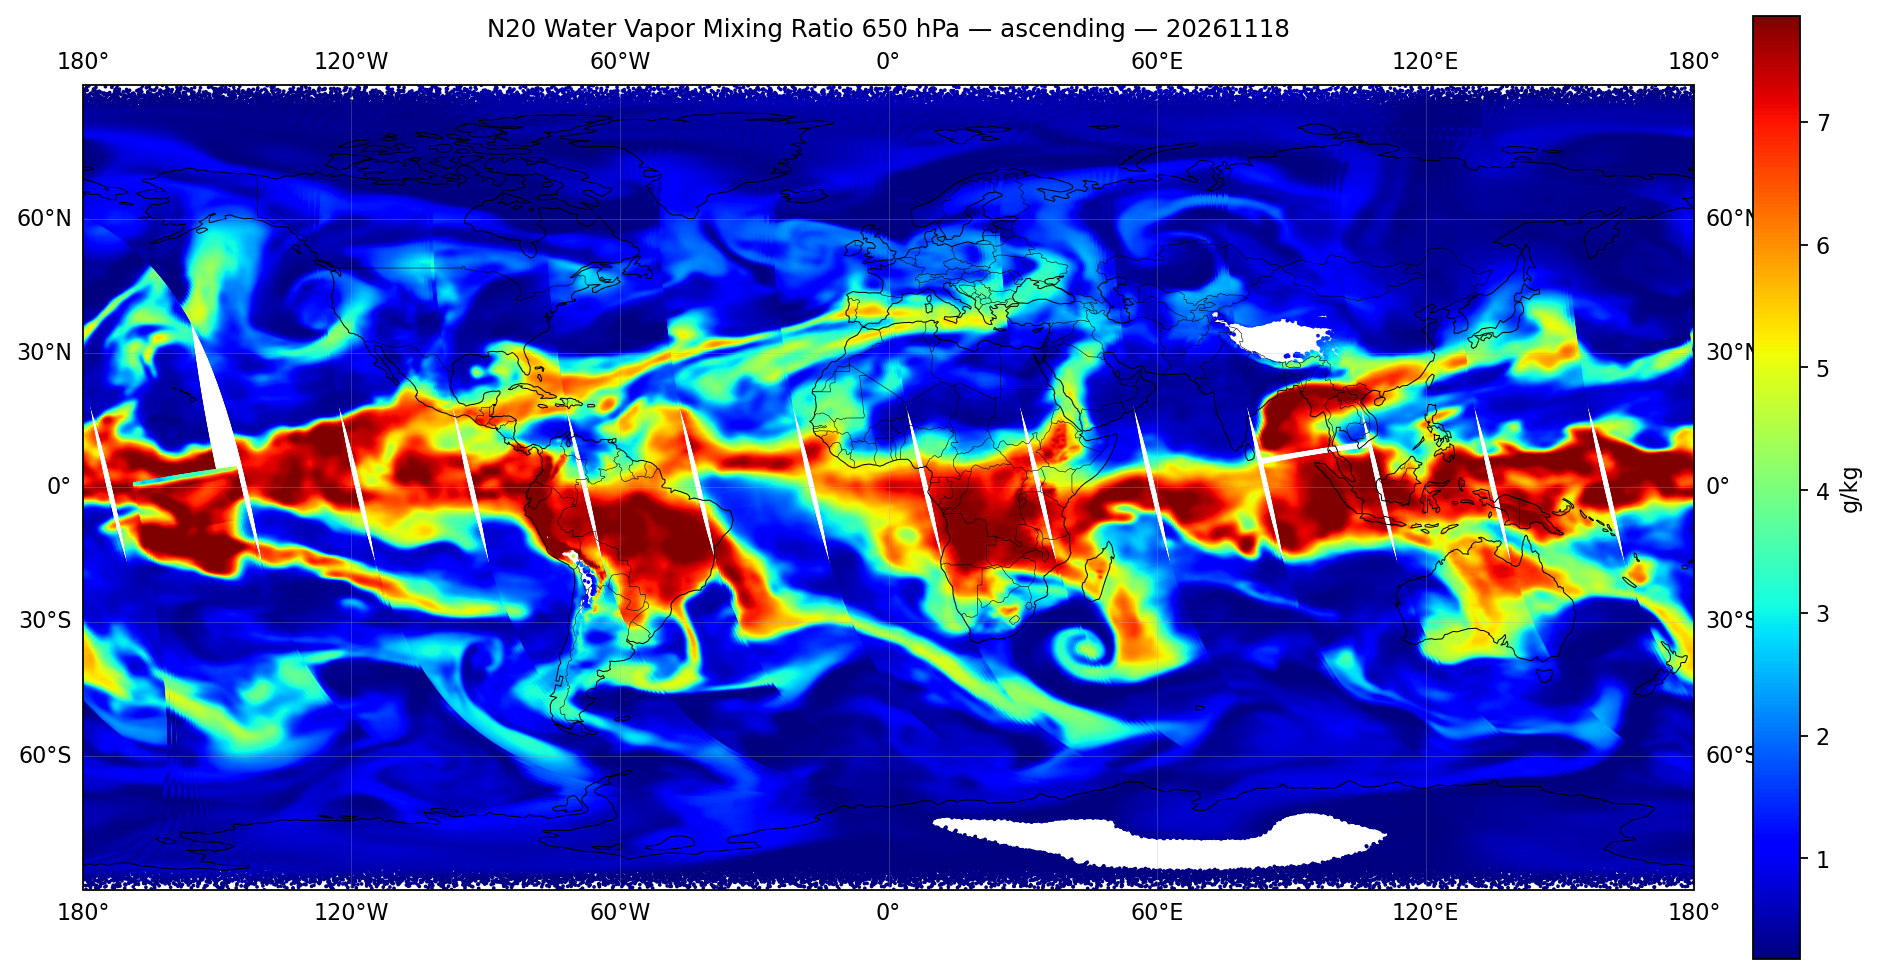 N20 Water Vapor Mixing Ratio 650 hPa — ascending — 20261118
180° 120°W 60°W 0° 60°E 120°E 180°
60°N 60°N
30°N 30°N
0° 0°
30°S 30°S
60°S 60°S
180° 120°W 60°W 0° 60°E 120°E 180°
7
6
5
4
3
2
1
g/kg